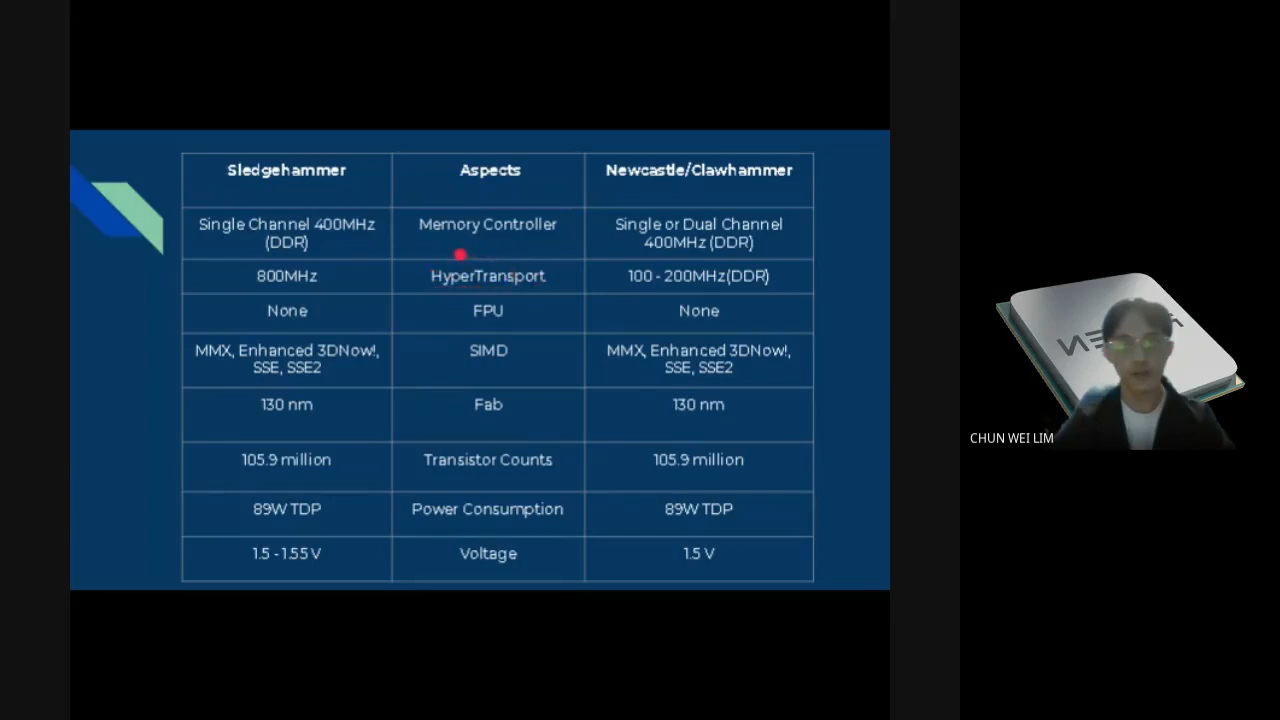 Sledgehammer Aspects Newcastle/Clawhammer
Single Channel 400MHz Memory Controller Single or Dual Channel
(DDR) 400MHz (DDR)
800MHz HyperTransport 100 - 200MHz(DDR)
None FPU None
MMX, Enhanced 3DNow!, SIMD MMX, Enhanced 3DNow!,
SSE, SSE2 SSE, SSE2
130 nm Fab 130 nm
105.9 million Transistor Counts 105.9 million
89W TDP Power Consumption 89W TDP
1.5 -1.55 V Voltage 1.5 V
CHUN WEI LIM